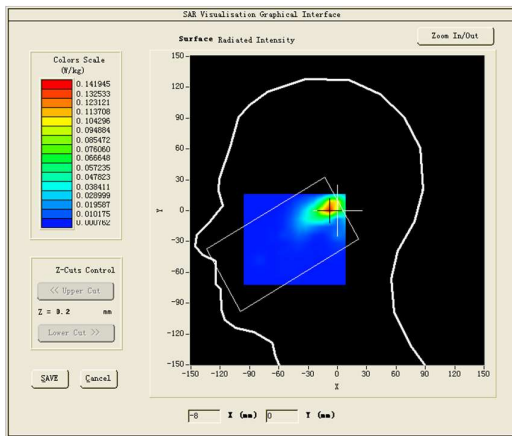 SAR Visualisation Graphical Interface
Surface Radiated Intensity
Zoom In/Out
Colors Scale
(W/kg)
0.141945
0.132533
0.123121
0.113708
0.104296
0.094884
0.085472
0.076060
0.066648
0.057235
0.047823
0.038411
0.028999
0.019587
0.010175
0.000762
150
120
90
60
30
Y
0
-30
-60
-90
-120
-150
-150 -120 -90 -60 -30 0 30 60 90 120 150
X
Z-Cuts Control
<< Upper Cut
Z = 0.2 mm
Lower Cut >>
SAVE Cancel
-8 X (mm) 0 Y (mm)